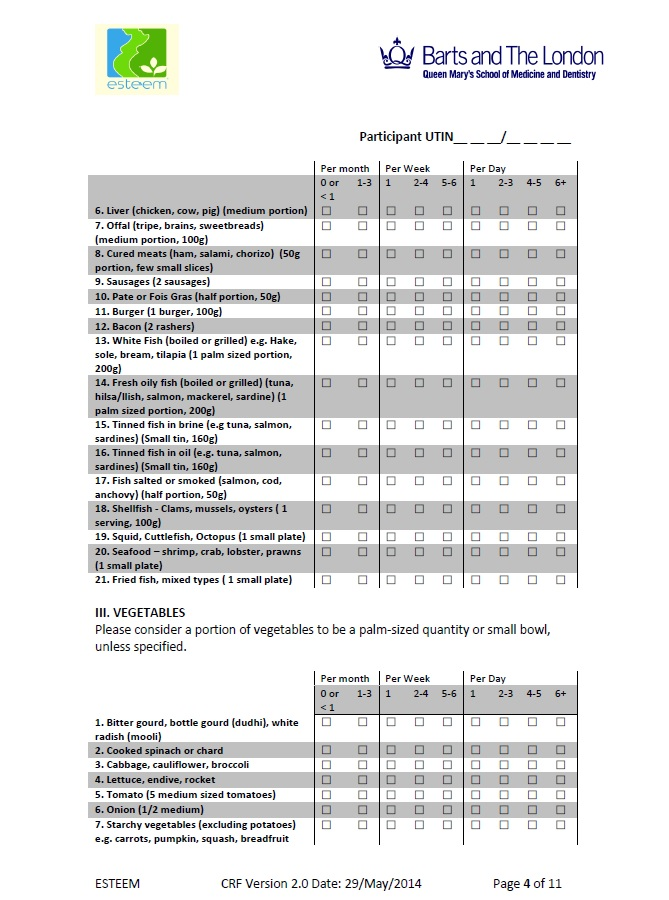 esteem
Barts and The London
Queen Mary's School of Medicine and Dentistry
Participant UTIN__ __ __/__ __ __ __
Per month Per Week Per Day
0 or 1-3 1 2-4 5-6 1 2-3 4-5 6+
< 1
6. Liver (chicken, cow, pig) (medium portion) ☐ ☐ ☐ ☐ ☐ ☐ ☐ ☐ ☐
7. Offal (tripe, brains, sweetbreads) ☐ ☐ ☐ ☐ ☐ ☐ ☐ ☐ ☐
(medium portion, 100g)
8. Cured meats (ham, salami, chorizo) (50g ☐ ☐ ☐ ☐ ☐ ☐ ☐ ☐ ☐
portion, few small slices)
9. Sausages (2 sausages) ☐ ☐ ☐ ☐ ☐ ☐ ☐ ☐ ☐
10. Pate or Fois Gras (half portion, 50g) ☐ ☐ ☐ ☐ ☐ ☐ ☐ ☐ ☐
11. Burger (1 burger, 100g) ☐ ☐ ☐ ☐ ☐ ☐ ☐ ☐ ☐
12. Bacon (2 rashers) ☐ ☐ ☐ ☐ ☐ ☐ ☐ ☐ ☐
13. White Fish (boiled or grilled) e.g. Hake, ☐ ☐ ☐ ☐ ☐ ☐ ☐ ☐ ☐
sole, bream, tilapia (1 palm sized portion,
200g)
14. Fresh oily fish (boiled or grilled) (tuna, ☐ ☐ ☐ ☐ ☐ ☐ ☐ ☐ ☐
hilsa/llish, salmon, mackerel, sardine) (1
palm sized portion, 200g)
15. Tinned fish in brine (e.g tuna, salmon, ☐ ☐ ☐ ☐ ☐ ☐ ☐ ☐ ☐
sardines) (Small tin, 160g)
16. Tinned fish in oil (e.g. tuna, salmon, ☐ ☐ ☐ ☐ ☐ ☐ ☐ ☐ ☐
sardines) (Small tin, 160g)
17. Fish salted or smoked (salmon, cod, ☐ ☐ ☐ ☐ ☐ ☐ ☐ ☐ ☐
anchovy) (half portion, 50g)
18. Shellfish - Clams, mussels, oysters ( 1 ☐ ☐ ☐ ☐ ☐ ☐ ☐ ☐ ☐
serving, 100g)
19. Squid, Cuttlefish, Octopus (1 small plate) ☐ ☐ ☐ ☐ ☐ ☐ ☐ ☐ ☐
20. Seafood – shrimp, crab, lobster, prawns ☐ ☐ ☐ ☐ ☐ ☐ ☐ ☐ ☐
(1 small plate)
21. Fried fish, mixed types ( 1 small plate) ☐ ☐ ☐ ☐ ☐ ☐ ☐ ☐ ☐
III. VEGETABLES
Please consider a portion of vegetables to be a palm-sized quantity or small bowl,
unless specified.
Per month Per Week Per Day
0 or 1-3 1 2-4 5-6 1 2-3 4-5 6+
< 1
1. Bitter gourd, bottle gourd (dudhi), white ☐ ☐ ☐ ☐ ☐ ☐ ☐ ☐ ☐
radish (mooli)
2. Cooked spinach or chard ☐ ☐ ☐ ☐ ☐ ☐ ☐ ☐ ☐
3. Cabbage, cauliflower, broccoli ☐ ☐ ☐ ☐ ☐ ☐ ☐ ☐ ☐
4. Lettuce, endive, rocket ☐ ☐ ☐ ☐ ☐ ☐ ☐ ☐ ☐
5. Tomato (5 medium sized tomatoes) ☐ ☐ ☐ ☐ ☐ ☐ ☐ ☐ ☐
6. Onion (1/2 medium) ☐ ☐ ☐ ☐ ☐ ☐ ☐ ☐ ☐
7. Starchy vegetables (excluding potatoes) ☐ ☐ ☐ ☐ ☐ ☐ ☐ ☐ ☐
e.g. carrots, pumpkin, squash, breadfruit
ESTEEM CRF Version 2.0 Date: 29/May/2014 Page 4 of 11